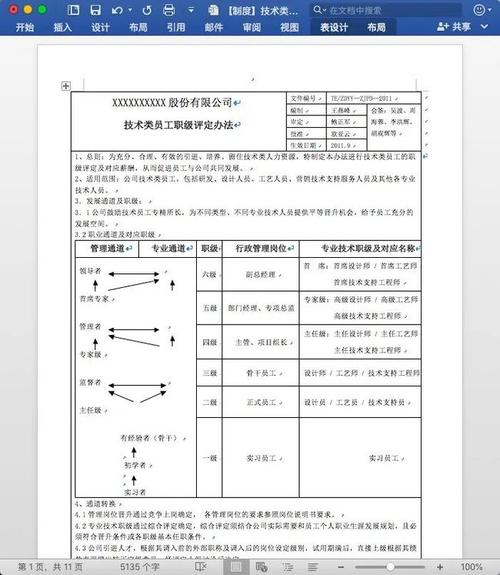 【制度】技术类...
在文档中搜索
开始 插入 设计 布局 引用 邮件 审阅 视图 表设计 布局 共享
XXXXXXXXXX 股份有限公司
技术类员工职级评定办法
文件编号 TE/ZDYY--ZJPD--2011
编制 王燕峰
会签:吴波、周海蓉、李洪辉、胡观辉等
审定 鲍正军
批准 寇亚云
生效日期 2011.9
1、总则:为充分、合理、有效的引进、培养、留住技术类人力资源,特制定本办法进行技术类员工的职
级评定及对应薪酬,从而促进员工与公司共同发展。
2、适用范围:公司技术类员工,包括研发、设计人员、工艺人员、营销技术支持服务人员及其他各专业
技术人员。
3、发展通道及职级:
3.1公司鼓励技术员工专精所长,为不同类型、不同专业技术人员提供平等晋升机会,给予员工充分的
发展空间。
3.2 职业通道及对应职级
管理通道 专业通道 职级 行政管理岗位 专业技术职级及对应名称
领导者
首席专家
六级 副总经理 首 席:首席设计师 / 首席工艺师
首席技术支持工程师
管理者
专家级
五级 部门经理、专项总监 专家级:高级设计师 / 高级工艺师
高级技术支持工程师
四级 主管、项目组长 主任级:主任设计师 / 主任工艺师
主任技术支持工程师
监督者
主任级
三级 骨干员工 设计师 / 工艺师 / 技术支持工程师
二级 正式员工 设计员 / 工艺员 / 技术支持员
有经验者(骨干)
初学者
实习者
一级 实习员工 实习员工
4、通道转换
4.1 管理岗位晋升通过竞争上岗确定, 各管理岗位的要求参照岗位说明书要求。
4.2 专业技术职级通过综合评定确定,综合评定须结合公司实际需要和员工个人职业生涯发展规划,且必
须符合晋升条件或各职级基本任职条件。
4.3 公司引进人才,根据其调入前的外部职称及调入后的岗位设定级别,试用期满后,直接上级根据其绩
第 1 页,共 11 页 5135 个字 100%